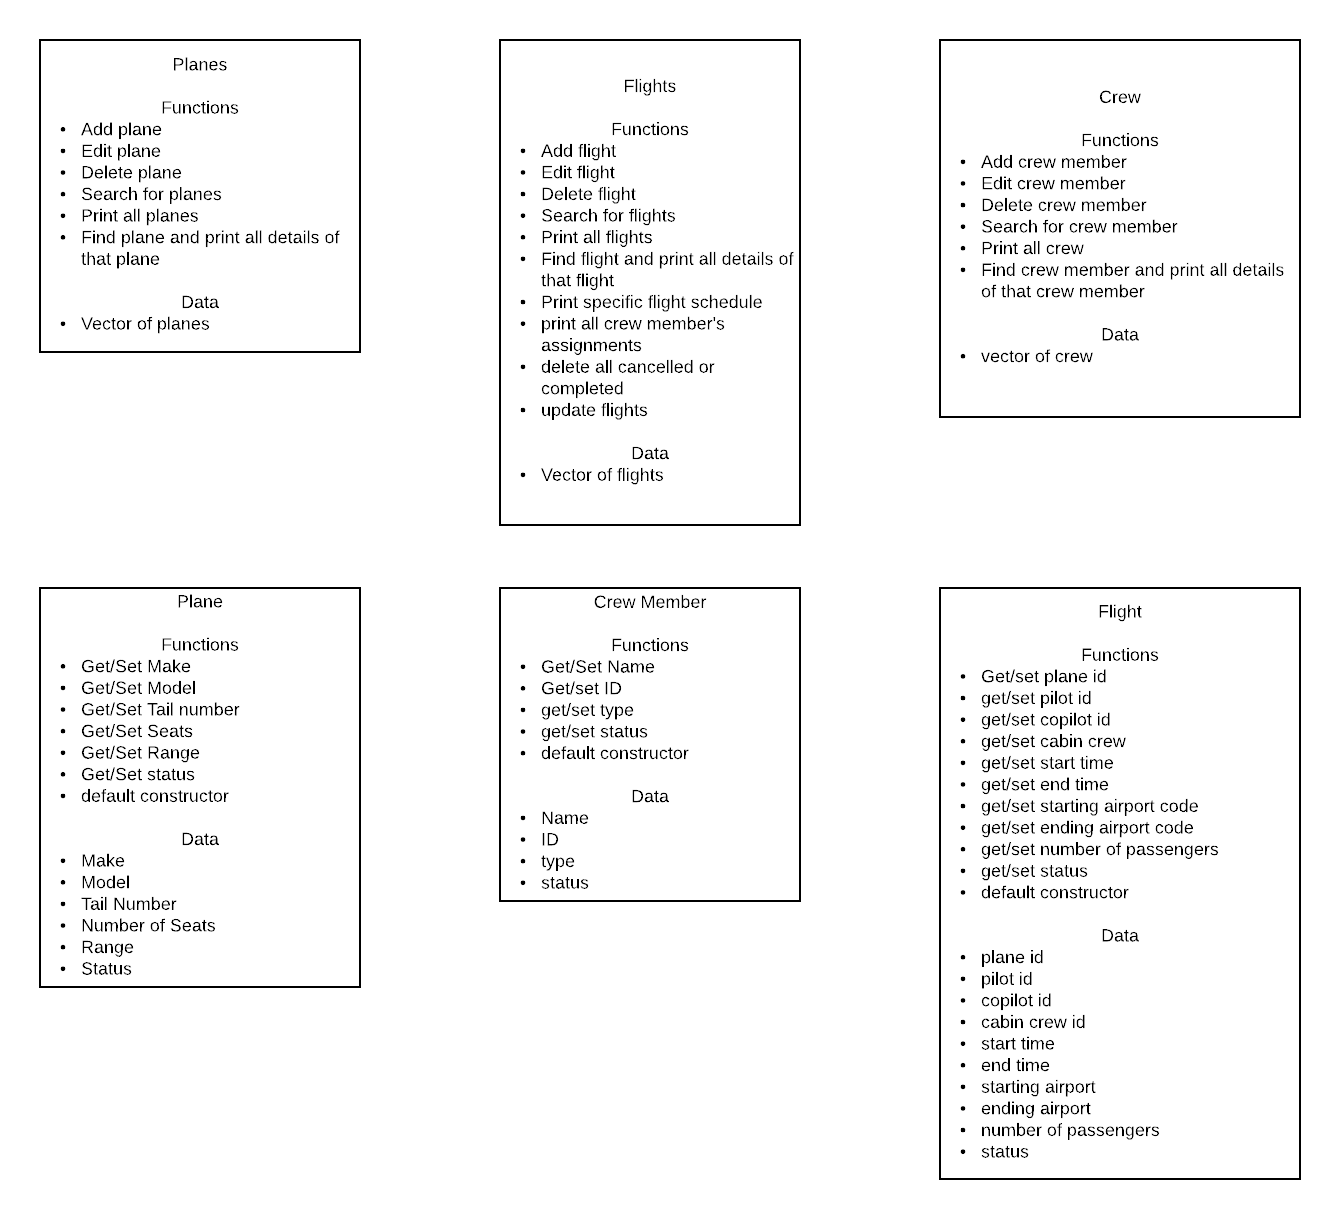 Planes
Functions
• Add plane
• Edit plane
• Delete plane
• Search for planes
• Print all planes
• Find plane and print all details of
that plane
Data
• Vector of planes
Flights
Functions
• Add flight
• Edit flight
• Delete flight
• Search for flights
• Print all flights
• Find flight and print all details of
that flight
• Print specific flight schedule
• print all crew member's
assignments
• delete all cancelled or
completed
• update flights
Data
• Vector of flights
Crew
Functions
• Add crew member
• Edit crew member
• Delete crew member
• Search for crew member
• Print all crew
• Find crew member and print all details
of that crew member
Data
• vector of crew
Plane
Functions
• Get/Set Make
• Get/Set Model
• Get/Set Tail number
• Get/Set Seats
• Get/Set Range
• Get/Set status
• default constructor
Data
• Make
• Model
• Tail Number
• Number of Seats
• Range
• Status
Crew Member
Functions
• Get/Set Name
• Get/set ID
• get/set type
• get/set status
• default constructor
Data
• Name
• ID
• type
• status
Flight
Functions
• Get/set plane id
• get/set pilot id
• get/set copilot id
• get/set cabin crew
• get/set start time
• get/set end time
• get/set starting airport code
• get/set ending airport code
• get/set number of passengers
• get/set status
• default constructor
Data
• plane id
• pilot id
• copilot id
• cabin crew id
• start time
• end time
• starting airport
• ending airport
• number of passengers
• status